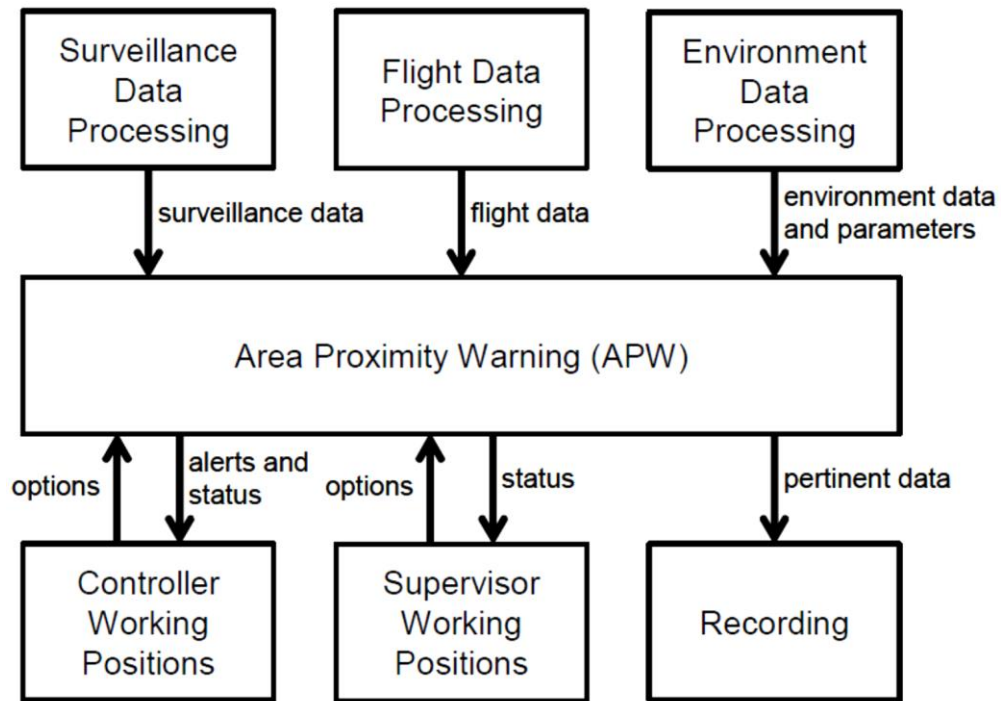 Surveillance
Data
Processing
Flight Data
Processing
Environment
Data
Processing
surveillance data
flight data
environment data
and parameters
Area Proximity Warning (APW)
options
alerts and
status
options
status
pertinent data
Controller
Working
Positions
Supervisor
Working
Positions
Recording